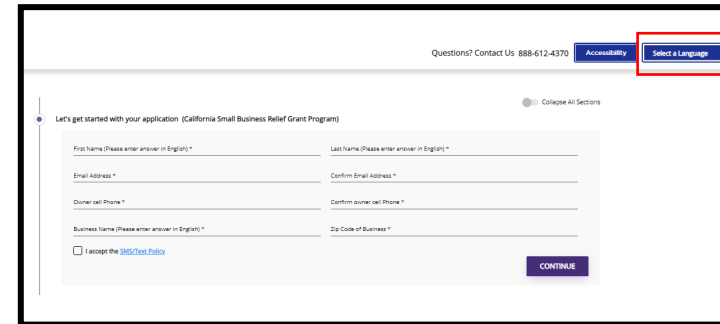 Questions? Contact Us 888-612-4370 Accessibility Select a Language
Collapse All Sections
Let's get started with your application (California Small Business Relief Grant Program)
First Name (Please enter answer in English) * Last Name (Please enter answer in English) *
Email Address * Confirm Email Address *
Owner cell Phone * Confirm owner cell Phone *
Business Name (Please enter answer in English) * Zip Code of Business *
I accept the SMS/Text Policy
CONTINUE